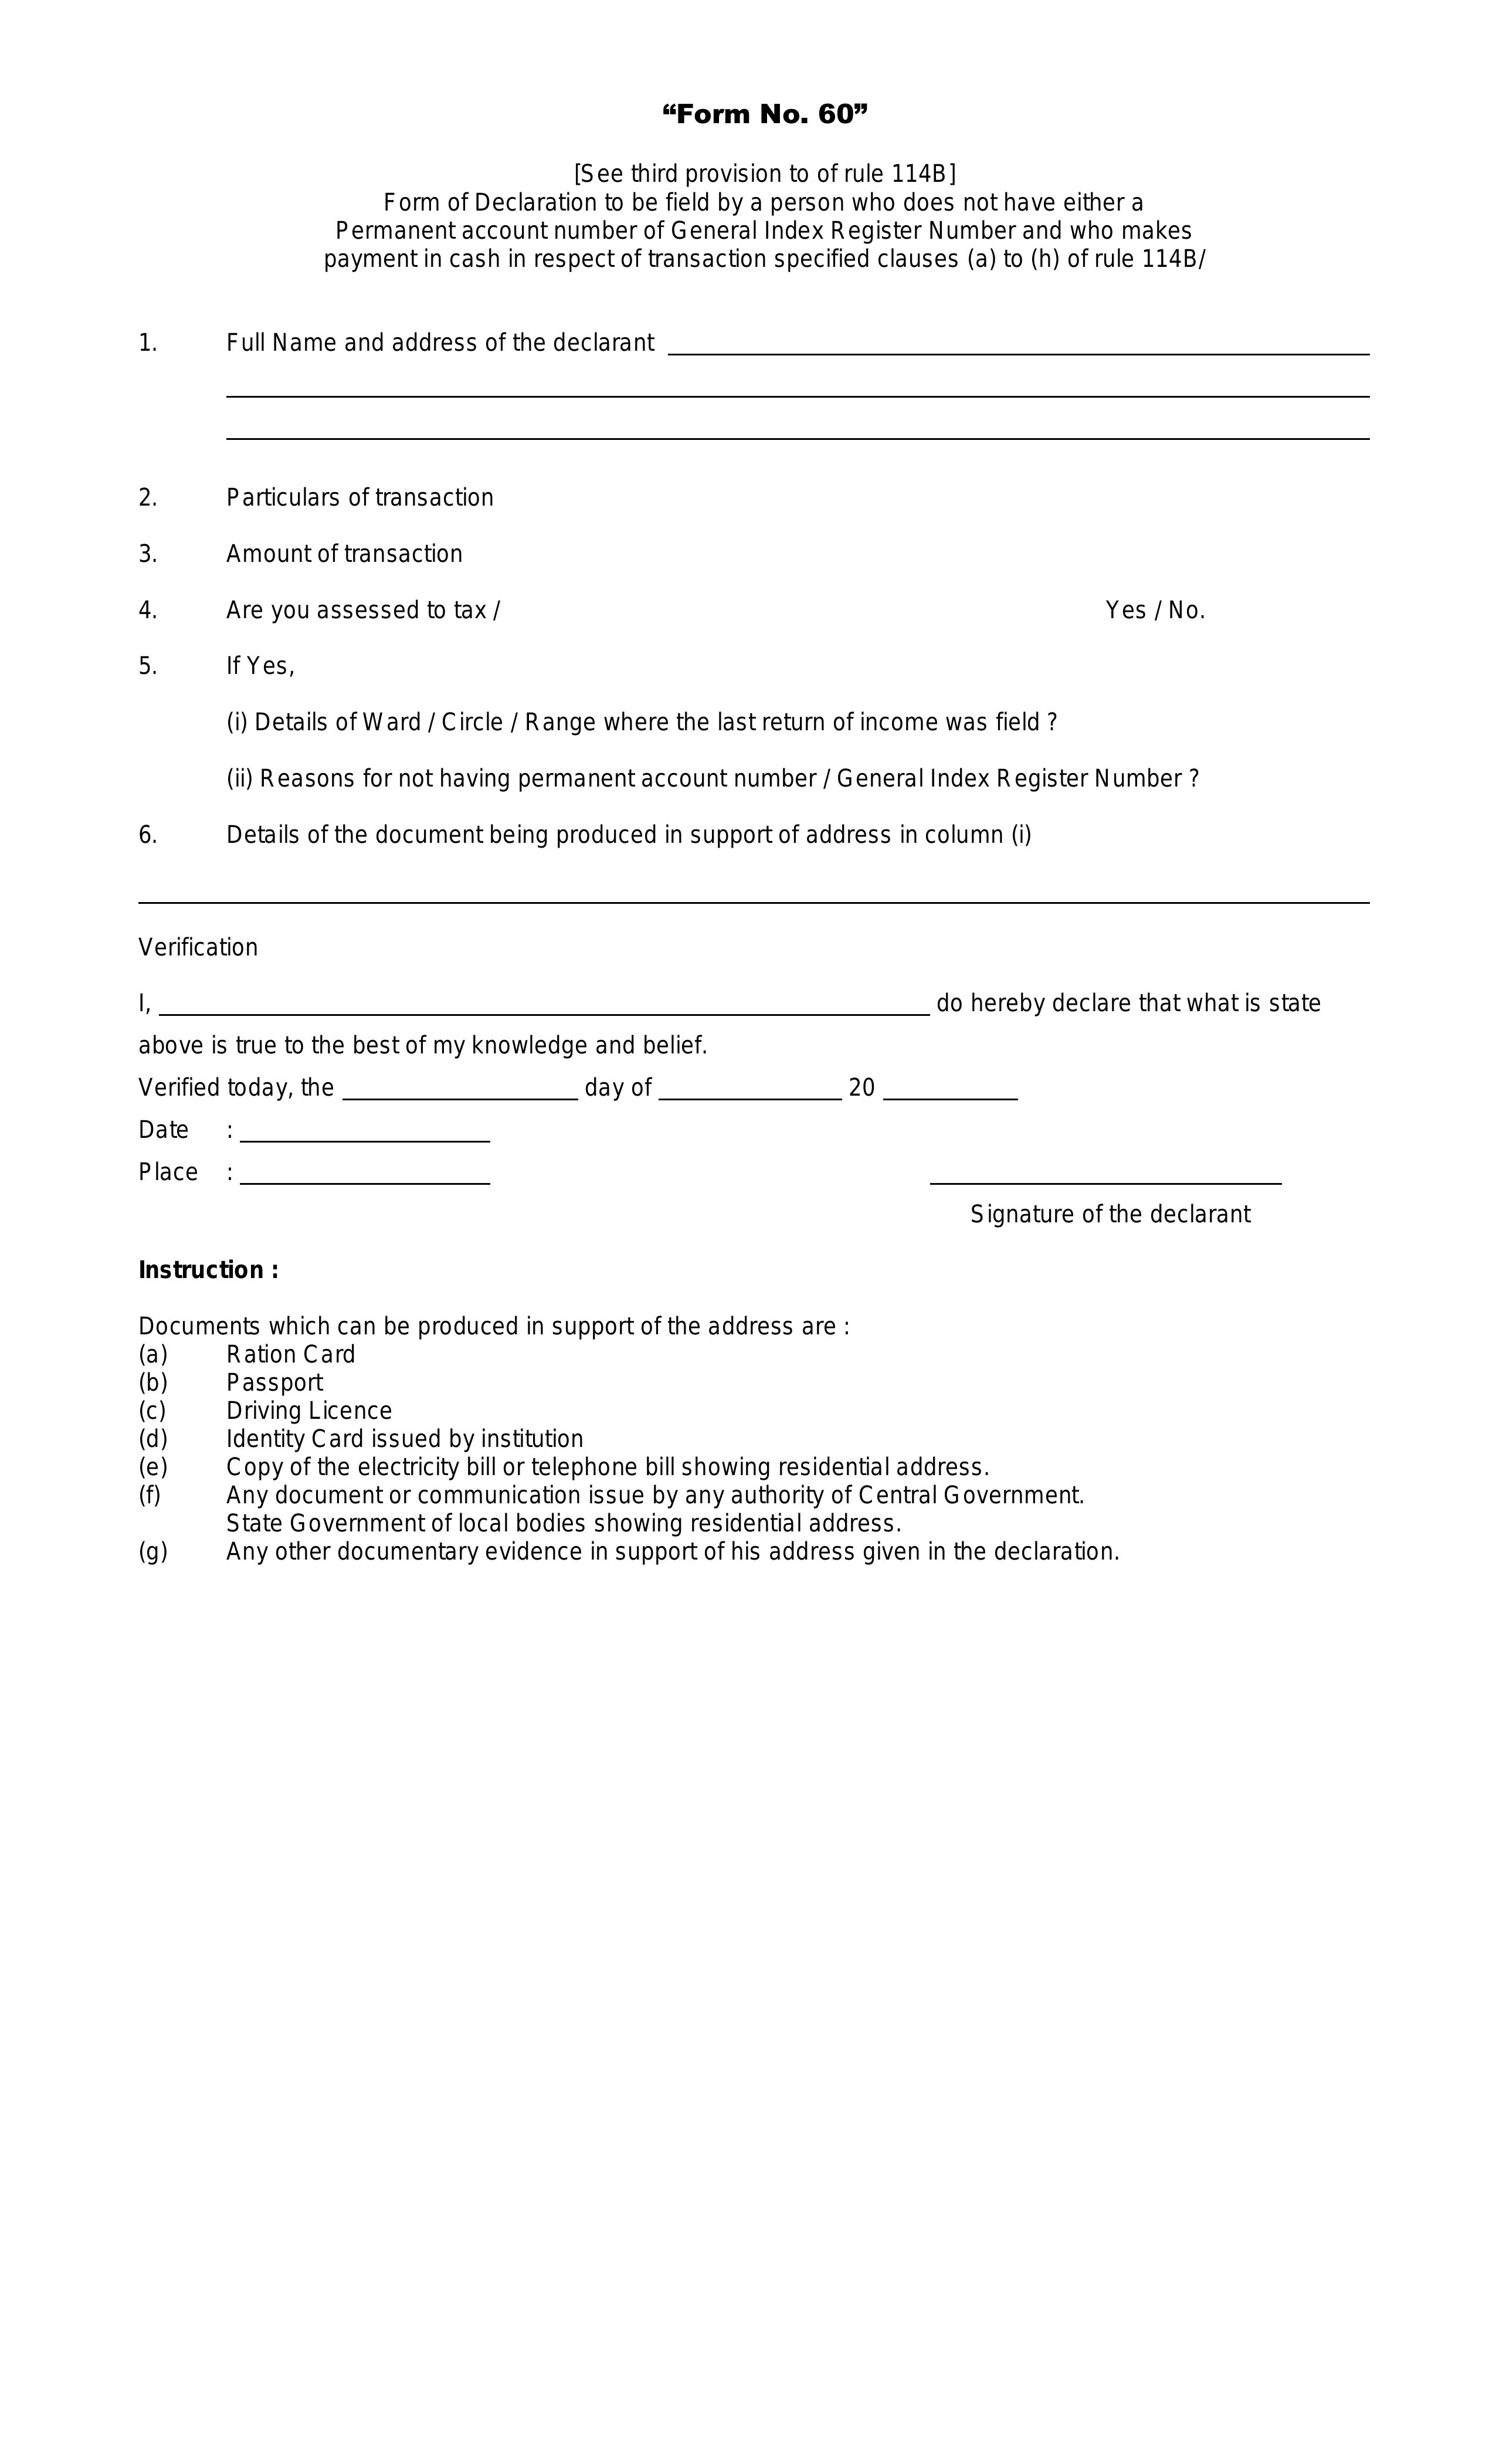 “Form No. 60”
[See third provision to of rule 114B]
Form of Declaration to be field by a person who does not have either a
Permanent account number of General Index Register Number and who makes
payment in cash in respect of transaction specified clauses (a) to (h) of rule 114B/
1. Full Name and address of the declarant
2. Particulars of transaction
3. Amount of transaction
4. Are you assessed to tax / Yes / No.
5. If Yes,
(i) Details of Ward / Circle / Range where the last return of income was field ?
(ii) Reasons for not having permanent account number / General Index Register Number ?
6. Details of the document being produced in support of address in column (i)
Verification
I, do hereby declare that what is state
above is true to the best of my knowledge and belief.
Verified today, the day of 20
Date :
Place :
Signature of the declarant
Instruction :
Documents which can be produced in support of the address are :
(a) Ration Card
(b) Passport
(c) Driving Licence
(d) Identity Card issued by institution
(e) Copy of the electricity bill or telephone bill showing residential address.
(f) Any document or communication issue by any authority of Central Government.
State Government of local bodies showing residential address.
(g) Any other documentary evidence in support of his address given in the declaration.